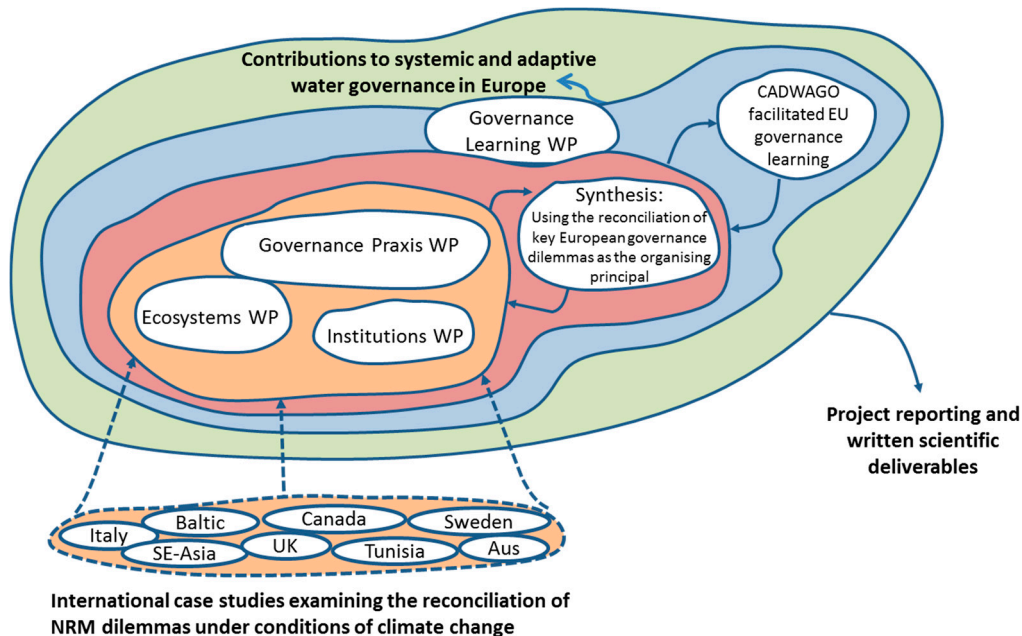 Contributions to systemic and adaptive
water governance in Europe
CADWAGO
facilitated EU
governance
learning
Governance
Learning WP
Synthesis:
Using the reconciliation of
key European governance
dilemmas as the organising
principal
Governance Praxis WP
Ecosystems WP
Institutions WP
Project reporting and
written scientific
deliverables
Italy
Baltic
Canada
Sweden
SE-Asia
UK
Tunisia
Aus
International case studies examining the reconciliation of
NRM dilemmas under conditions of climate change